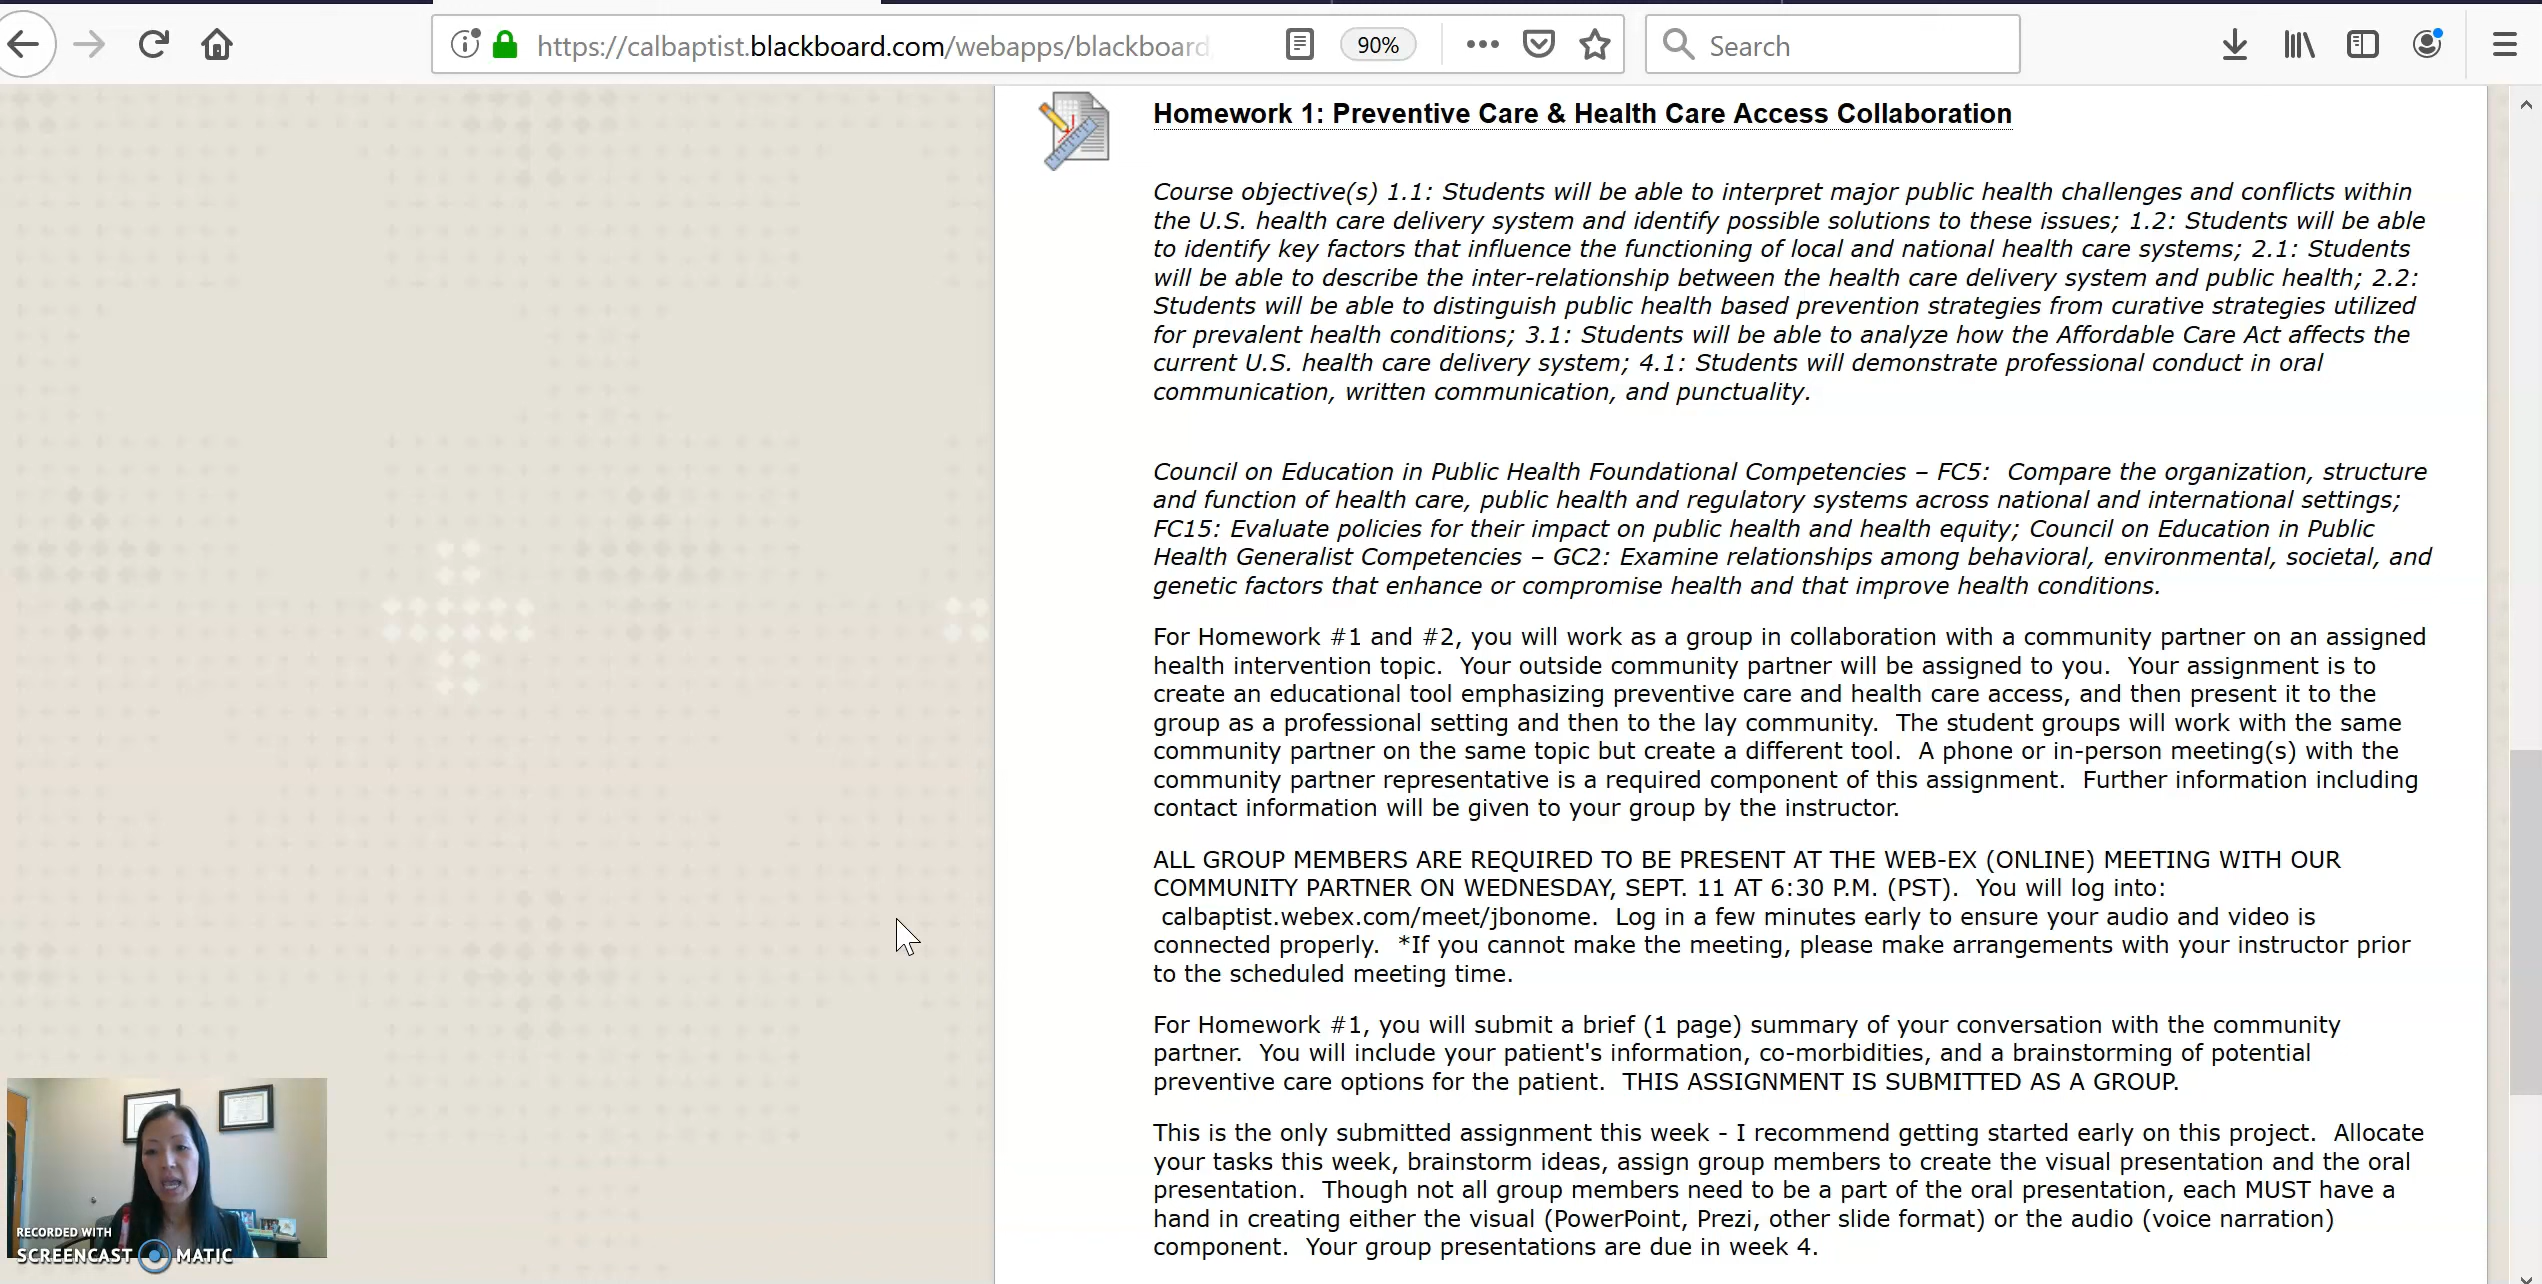 https://calbaptist.blackboard.com/webapps/blackboard
90%
Search
Homework 1: Preventive Care & Health Care Access Collaboration
Course objective(s) 1.1: Students will be able to interpret major public health challenges and conflicts within
the U.S. health care delivery system and identify possible solutions to these issues; 1.2: Students will be able
to identify key factors that influence the functioning of local and national health care systems; 2.1: Students
will be able to describe the inter-relationship between the health care delivery system and public health; 2.2:
Students will be able to distinguish public health based prevention strategies from curative strategies utilized
for prevalent health conditions; 3.1: Students will be able to analyze how the Affordable Care Act affects the
current U.S. health care delivery system; 4.1: Students will demonstrate professional conduct in oral
communication, written communication, and punctuality.
Council on Education in Public Health Foundational Competencies – FC5:  Compare the organization, structure
and function of health care, public health and regulatory systems across national and international settings;
FC15: Evaluate policies for their impact on public health and health equity; Council on Education in Public
Health Generalist Competencies – GC2: Examine relationships among behavioral, environmental, societal, and
genetic factors that enhance or compromise health and that improve health conditions.
For Homework #1 and #2, you will work as a group in collaboration with a community partner on an assigned
health intervention topic.  Your outside community partner will be assigned to you.  Your assignment is to
create an educational tool emphasizing preventive care and health care access, and then present it to the
group as a professional setting and then to the lay community.  The student groups will work with the same
community partner on the same topic but create a different tool.  A phone or in-person meeting(s) with the
community partner representative is a required component of this assignment.  Further information including
contact information will be given to your group by the instructor.
ALL GROUP MEMBERS ARE REQUIRED TO BE PRESENT AT THE WEB-EX (ONLINE) MEETING WITH OUR
COMMUNITY PARTNER ON WEDNESDAY, SEPT. 11 AT 6:30 P.M. (PST).  You will log into:
calbaptist.webex.com/meet/jbonome.  Log in a few minutes early to ensure your audio and video is
connected properly.  *If you cannot make the meeting, please make arrangements with your instructor prior
to the scheduled meeting time.
For Homework #1, you will submit a brief (1 page) summary of your conversation with the community
partner.  You will include your patient's information, co-morbidities, and a brainstorming of potential
preventive care options for the patient.  THIS ASSIGNMENT IS SUBMITTED AS A GROUP.
This is the only submitted assignment this week - I recommend getting started early on this project.  Allocate
your tasks this week, brainstorm ideas, assign group members to create the visual presentation and the oral
presentation.  Though not all group members need to be a part of the oral presentation, each MUST have a
hand in creating either the visual (PowerPoint, Prezi, other slide format) or the audio (voice narration)
component.  Your group presentations are due in week 4.
RECORDED WITH
SCREENCAST MATIC